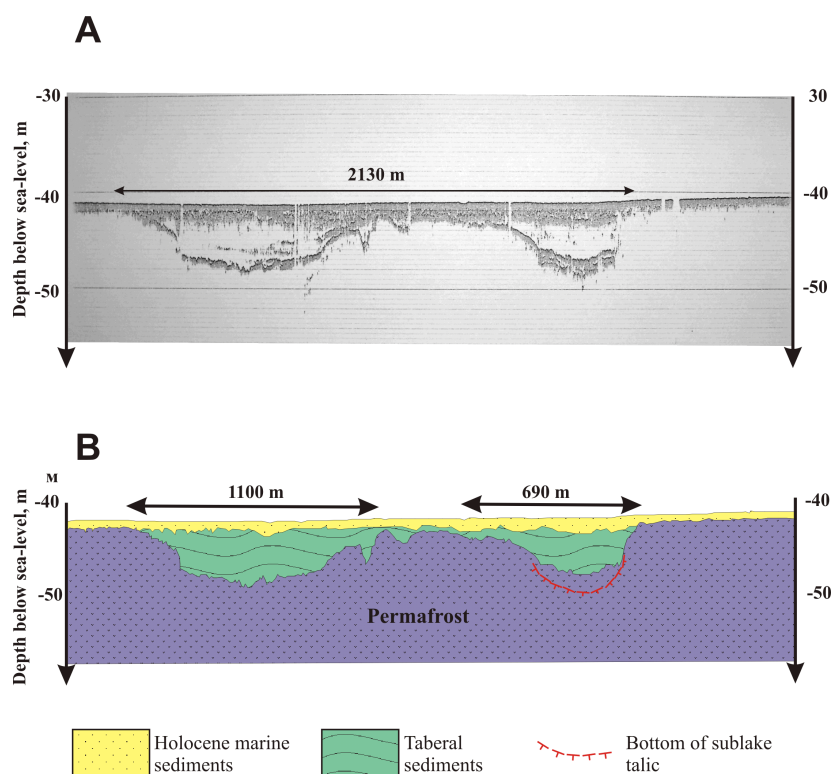 A
-30
30
Depth below sea-level, m
2130 m
-40
-40
-50
-50
B
м
-40
-40
Depth below sea-level, m
1100 m
690 m
-50
-50
Permafrost
Holocene marine
sediments
Taberal
sediments
Bottom of sublake
talic